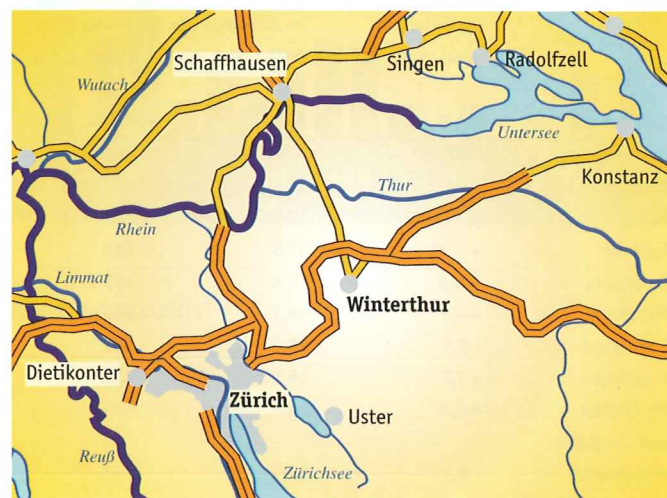 Schaffhausen
Singen
Radolfzell
Wutach
Untersee
Konstanz
Thur
Rhein
Limmat
Winterthur
Dietikonter
Zürich
Uster
Reuß
Zürichsee